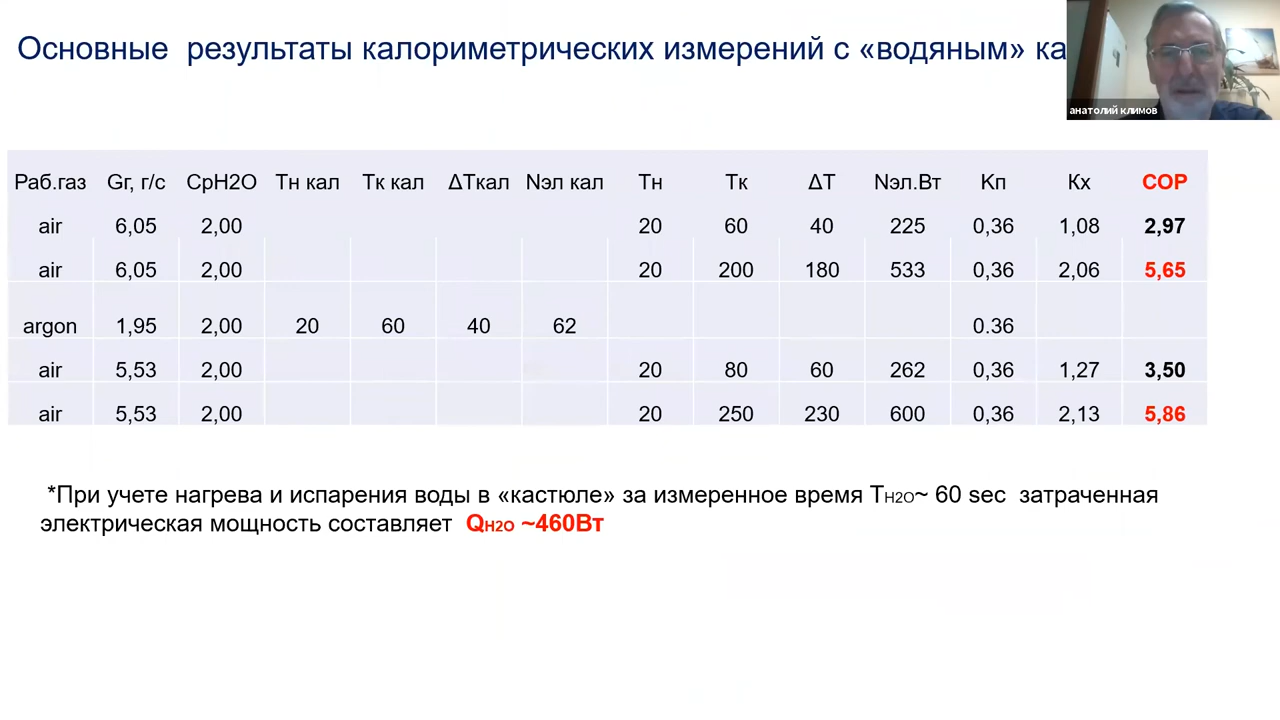 Основные результаты калориметрических измерений с «водяным» ка
анатолий климов
Раб.газ Gг, г/с СpH2O Тн кал Тк кал ΔТкал Nэл кал Тн Тк ΔТ Nэл.Вт Кп Кх COP
air 6,05 2,00 20 60 40 225 0,36 1,08 2,97
air 6,05 2,00 20 200 180 533 0,36 2,06 5,65
argon 1,95 2,00 20 60 40 62 0.36
air 5,53 2,00 20 80 60 262 0,36 1,27 3,50
air 5,53 2,00 20 250 230 600 0,36 2,13 5,86
*При учете нагрева и испарения воды в «кастюле» за измеренное время TH2O~ 60 sec затраченная
электрическая мощность составляет QH2O ~460Вт